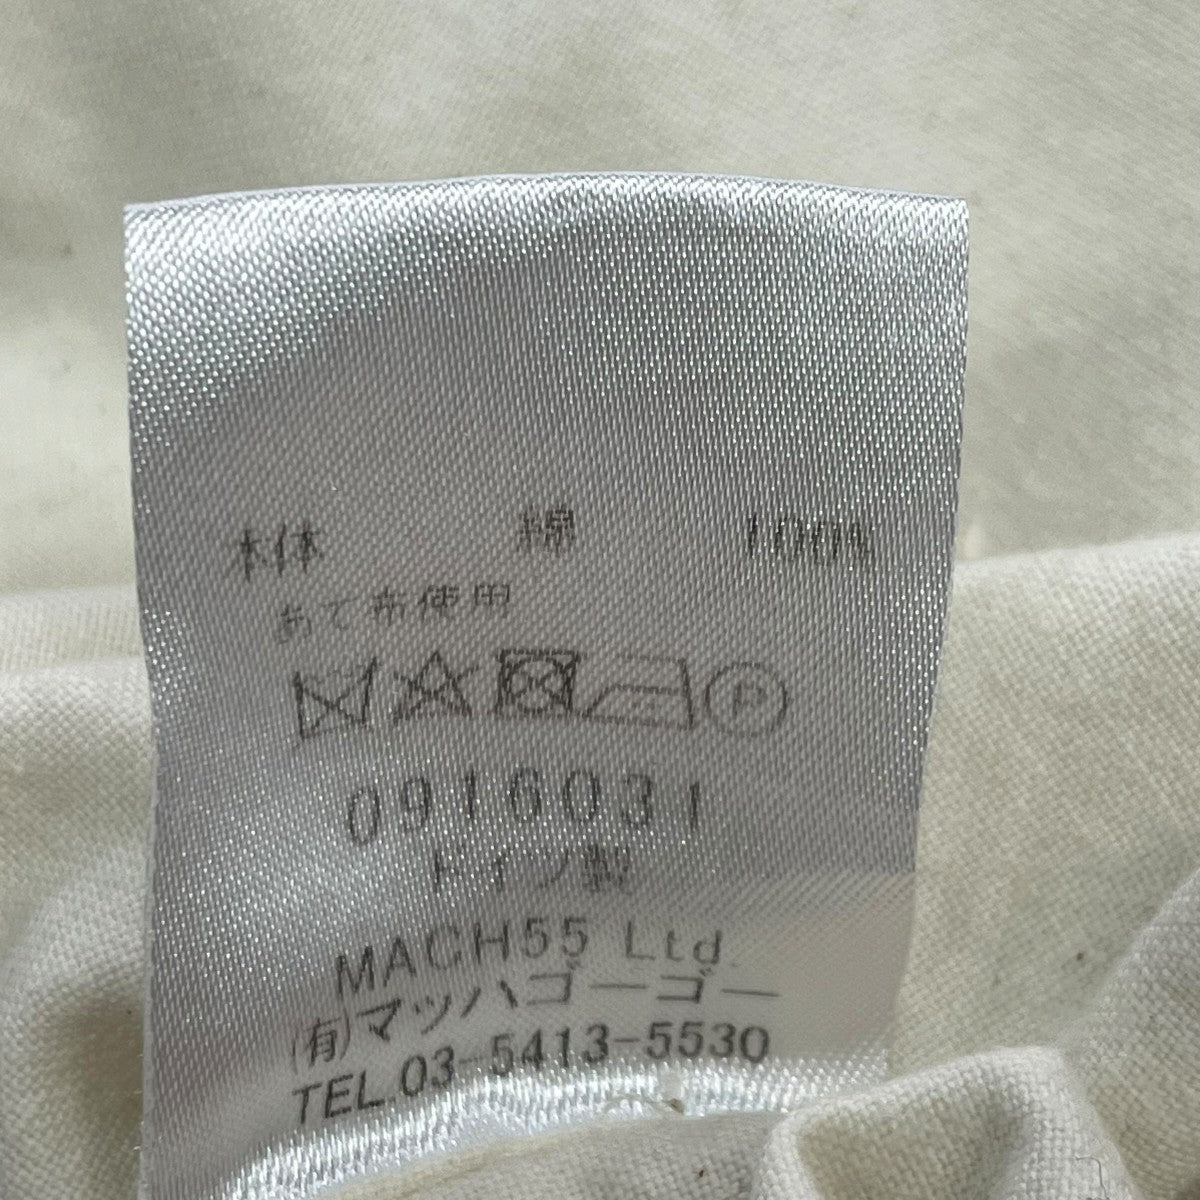 本体 綿 100%
あて布使用
P
0916031
ドイツ製
MACH55 Ltd.
(有)マッハゴーゴー
TEL.03-5413-5530